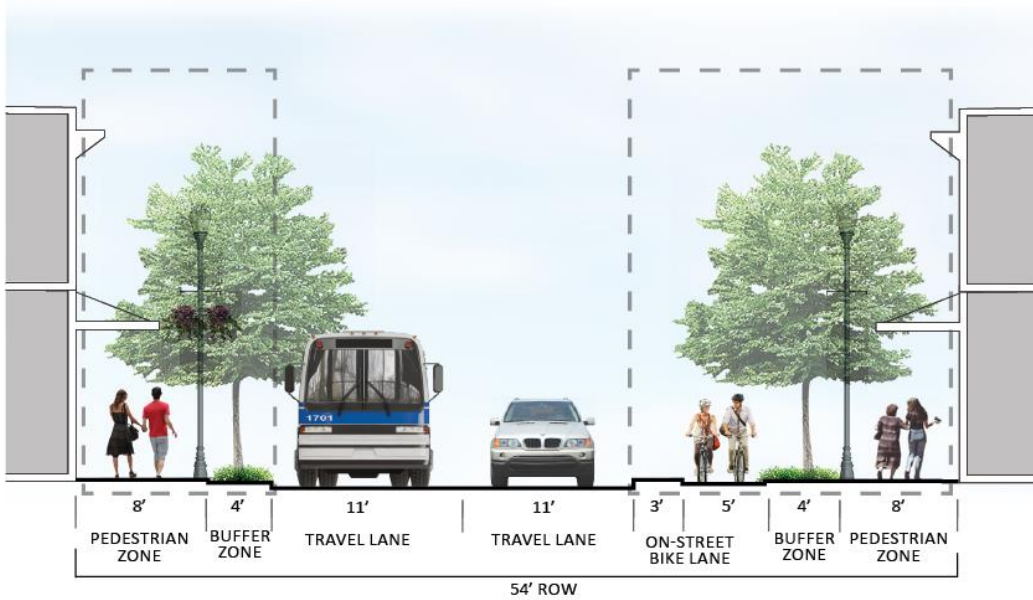 1701
8’
4’
11’
11’
3’
5’
4’
8’
PEDESTRIAN
ZONE
BUFFER
ZONE
TRAVEL LANE
TRAVEL LANE
ON-STREET
BIKE LANE
BUFFER
ZONE
PEDESTRIAN
ZONE
54’ ROW